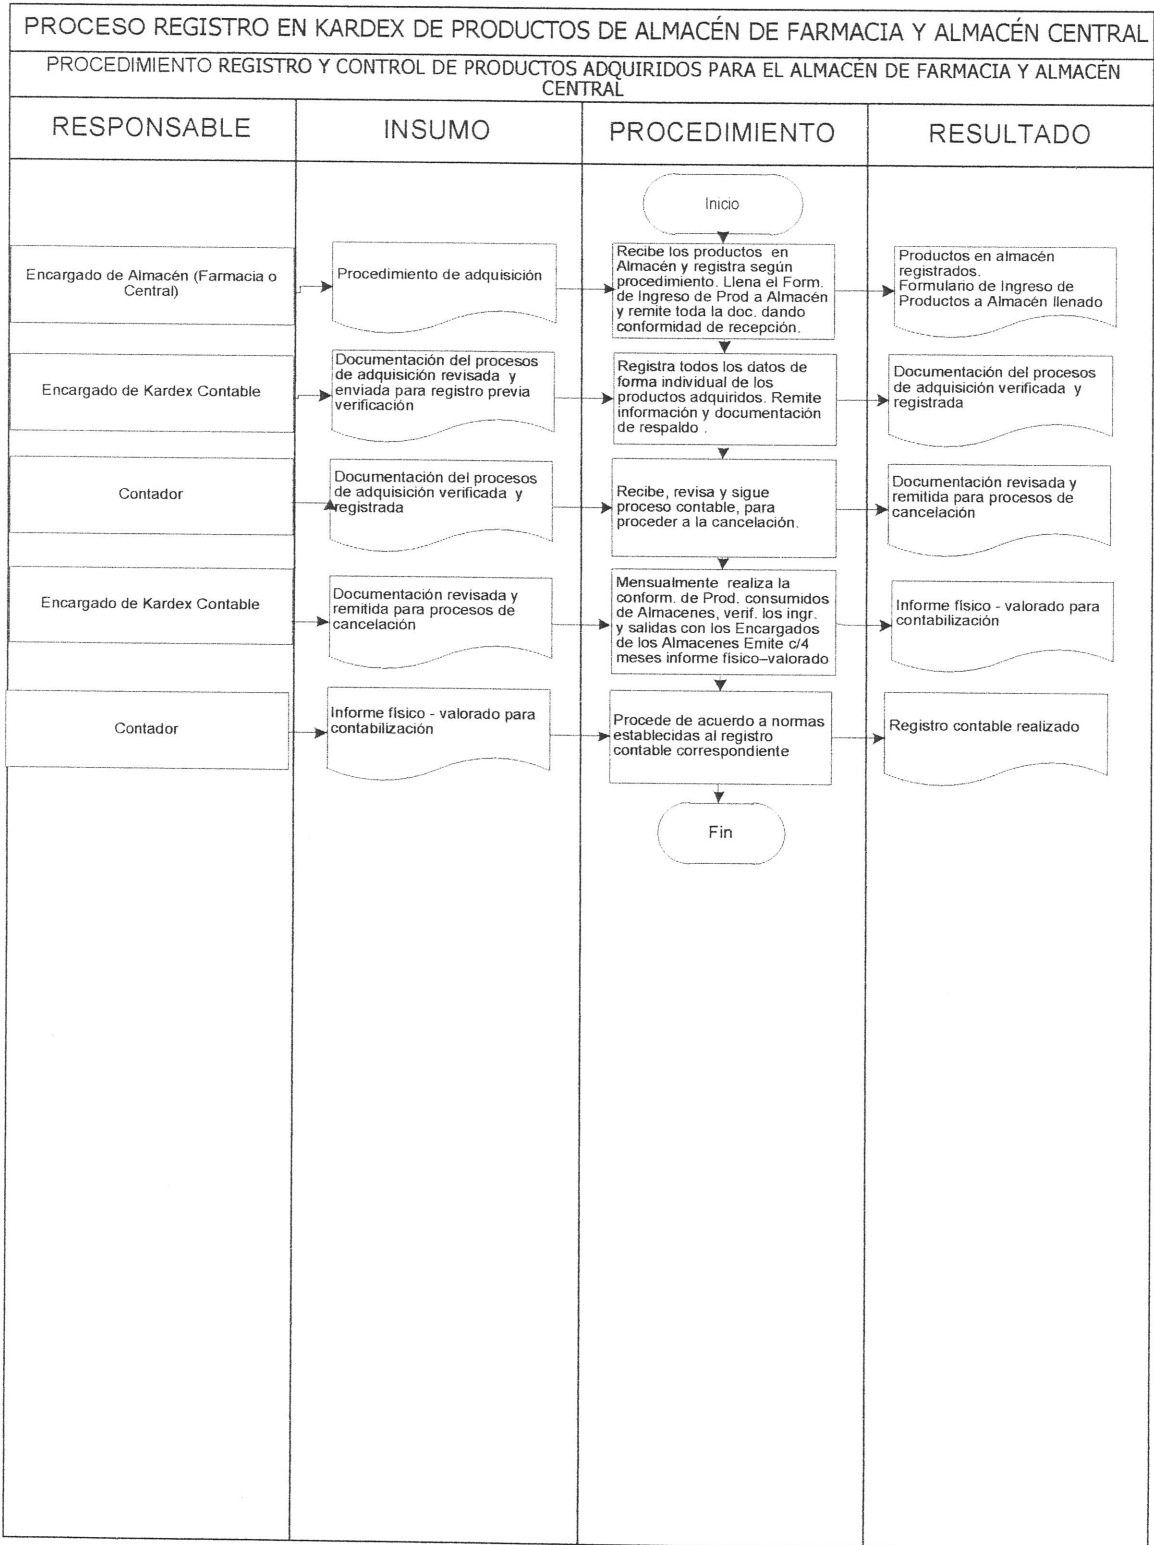 PROCESO REGISTRO EN KARDEX DE PRODUCTOS DE ALMACÉN DE FARMACIA Y ALMACÉN CENTRAL
PROCEDIMIENTO REGISTRO Y CONTROL DE PRODUCTOS ADQUIRIDOS PARA EL ALMACÉN DE FARMACIA Y ALMACÉN
CENTRAL
RESPONSABLE
INSUMO
PROCEDIMIENTO
RESULTADO
Inicio
Encargado de Almacén (Farmacia o
Central)
Procedimiento de adquisición
Recibe los productos en
Almacén y registra según
procedimiento. Llena el Form.
de Ingreso de Prod a Almacén
y remite toda la doc. dando
conformidad de recepción.
Productos en almacén
registrados.
Formulario de Ingreso de
Productos a Almacén llenado
Encargado de Kardex Contable
Documentación del procesos
de adquisición revisada y
enviada para registro previa
verificación
Registra todos los datos de
forma individual de los
productos adquiridos. Remite
información y documentación
de respaldo .
Documentación del procesos
de adquisición verificada y
registrada
Contador
Documentación del procesos
de adquisición verificada y
registrada
Recibe, revisa y sigue
proceso contable, para
proceder a la cancelación.
Documentación revisada y
remitida para procesos de
cancelación
Encargado de Kardex Contable
Documentación revisada y
remitida para procesos de
cancelación
Mensualmente realiza la
conform. de Prod. consumidos
de Almacenes, verif. los ingr.
y salidas con los Encargados
de los Almacenes Emite c/4
meses informe fisico–valorado
Informe físico - valorado para
contabilización
Contador
Informe físico - valorado para
contabilización
Procede de acuerdo a normas
establecidas al registro
contable correspondiente
Registro contable realizado
Fin